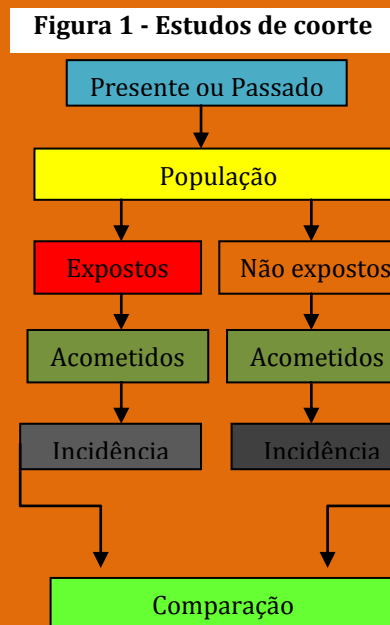 Figura 1 - Estudos de coorte
Presente ou Passado
População
Expostos Não expostos
Acometidos Acometidos
Incidência Incidência
Comparação